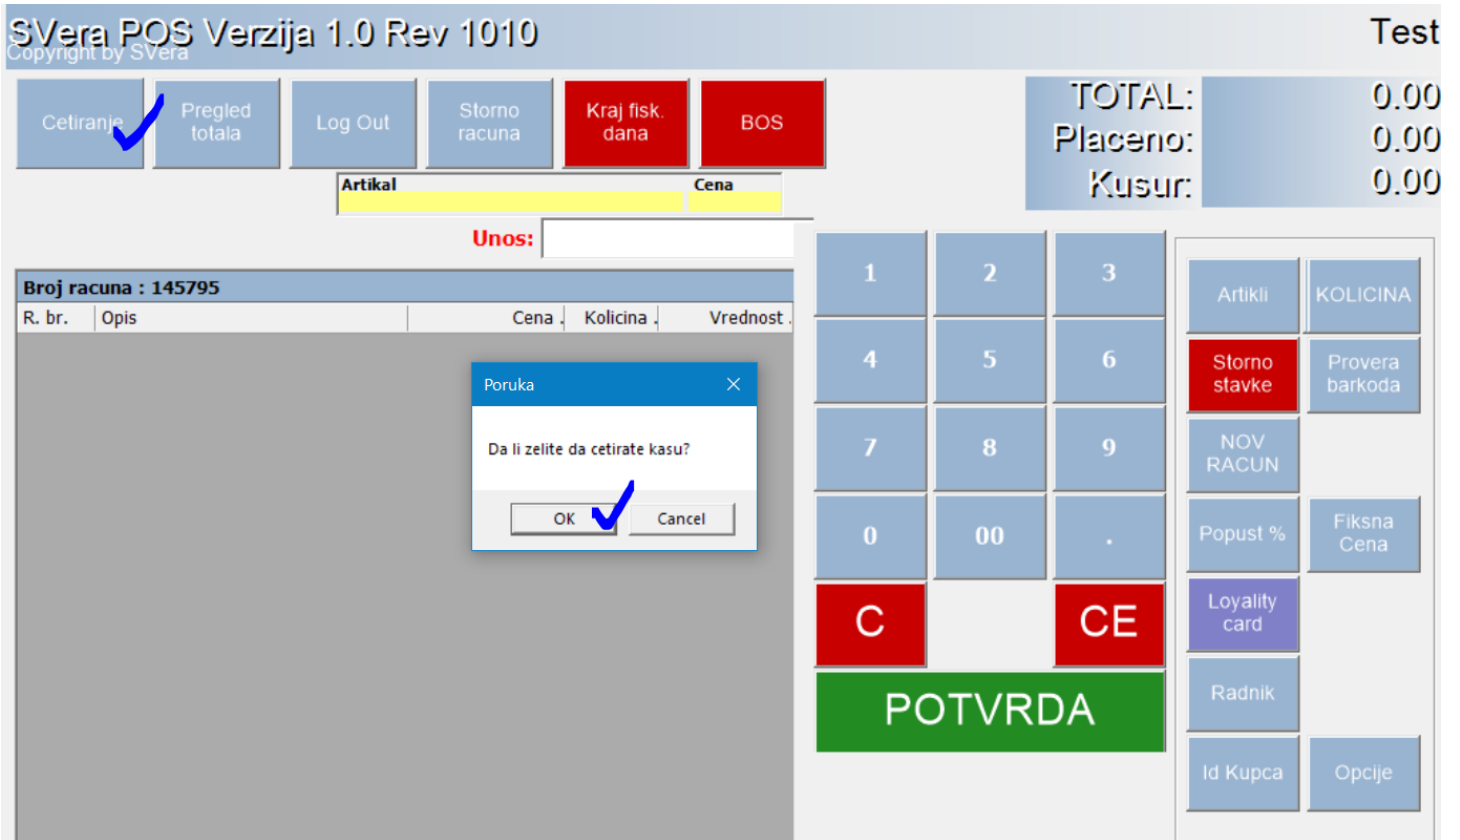 SVera POS Verzija 1.0 Rev 1010
Test
Copyright by SVera
Cetiranje
Pregled
totala
Log Out
Storno
racuna
Kraj fisk.
dana
BOS
TOTAL: 0.00
Placeno: 0.00
Kusur: 0.00
Artikal Cena
Unos:
Broj racuna : 145795
R. br. Opis Cena . Kolicina . Vrednost .
Poruka
Da li zelite da cetirate kasu?
OK Cancel
1 2 3
4 5 6
7 8 9
0 00 .
C CE
POTVRDA
Artikli KOLICINA
Storno
stavke
Provera
barkoda
NOV
RACUN
Popust %
Fiksna
Cena
Loyality
card
Radnik
Id Kupca Opcije